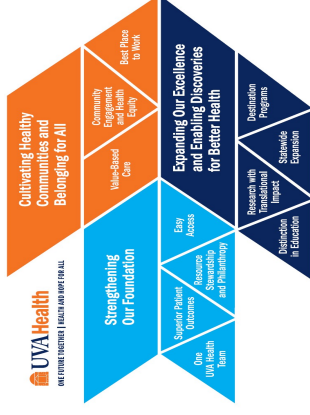 UVAHealth
ONE FUTURE TOGETHER | HEALTH AND HOPE FOR ALL
Cultivating Healthy
Communities and
Belonging for All
Value-Based
Care
Community
Engagement
and Health
Equity
Best Place
to Work
Strengthening
Our Foundation
One
UVA Health
Team
Superior Patient
Outcomes
Resource
Stewardship
and Philanthropy
Easy
Access
Expanding Our Excellence
and Enabling Discoveries
for Better Health
Distinction
in Education
Research with
Translational
Impact
Statewide
Expansion
Destination
Programs